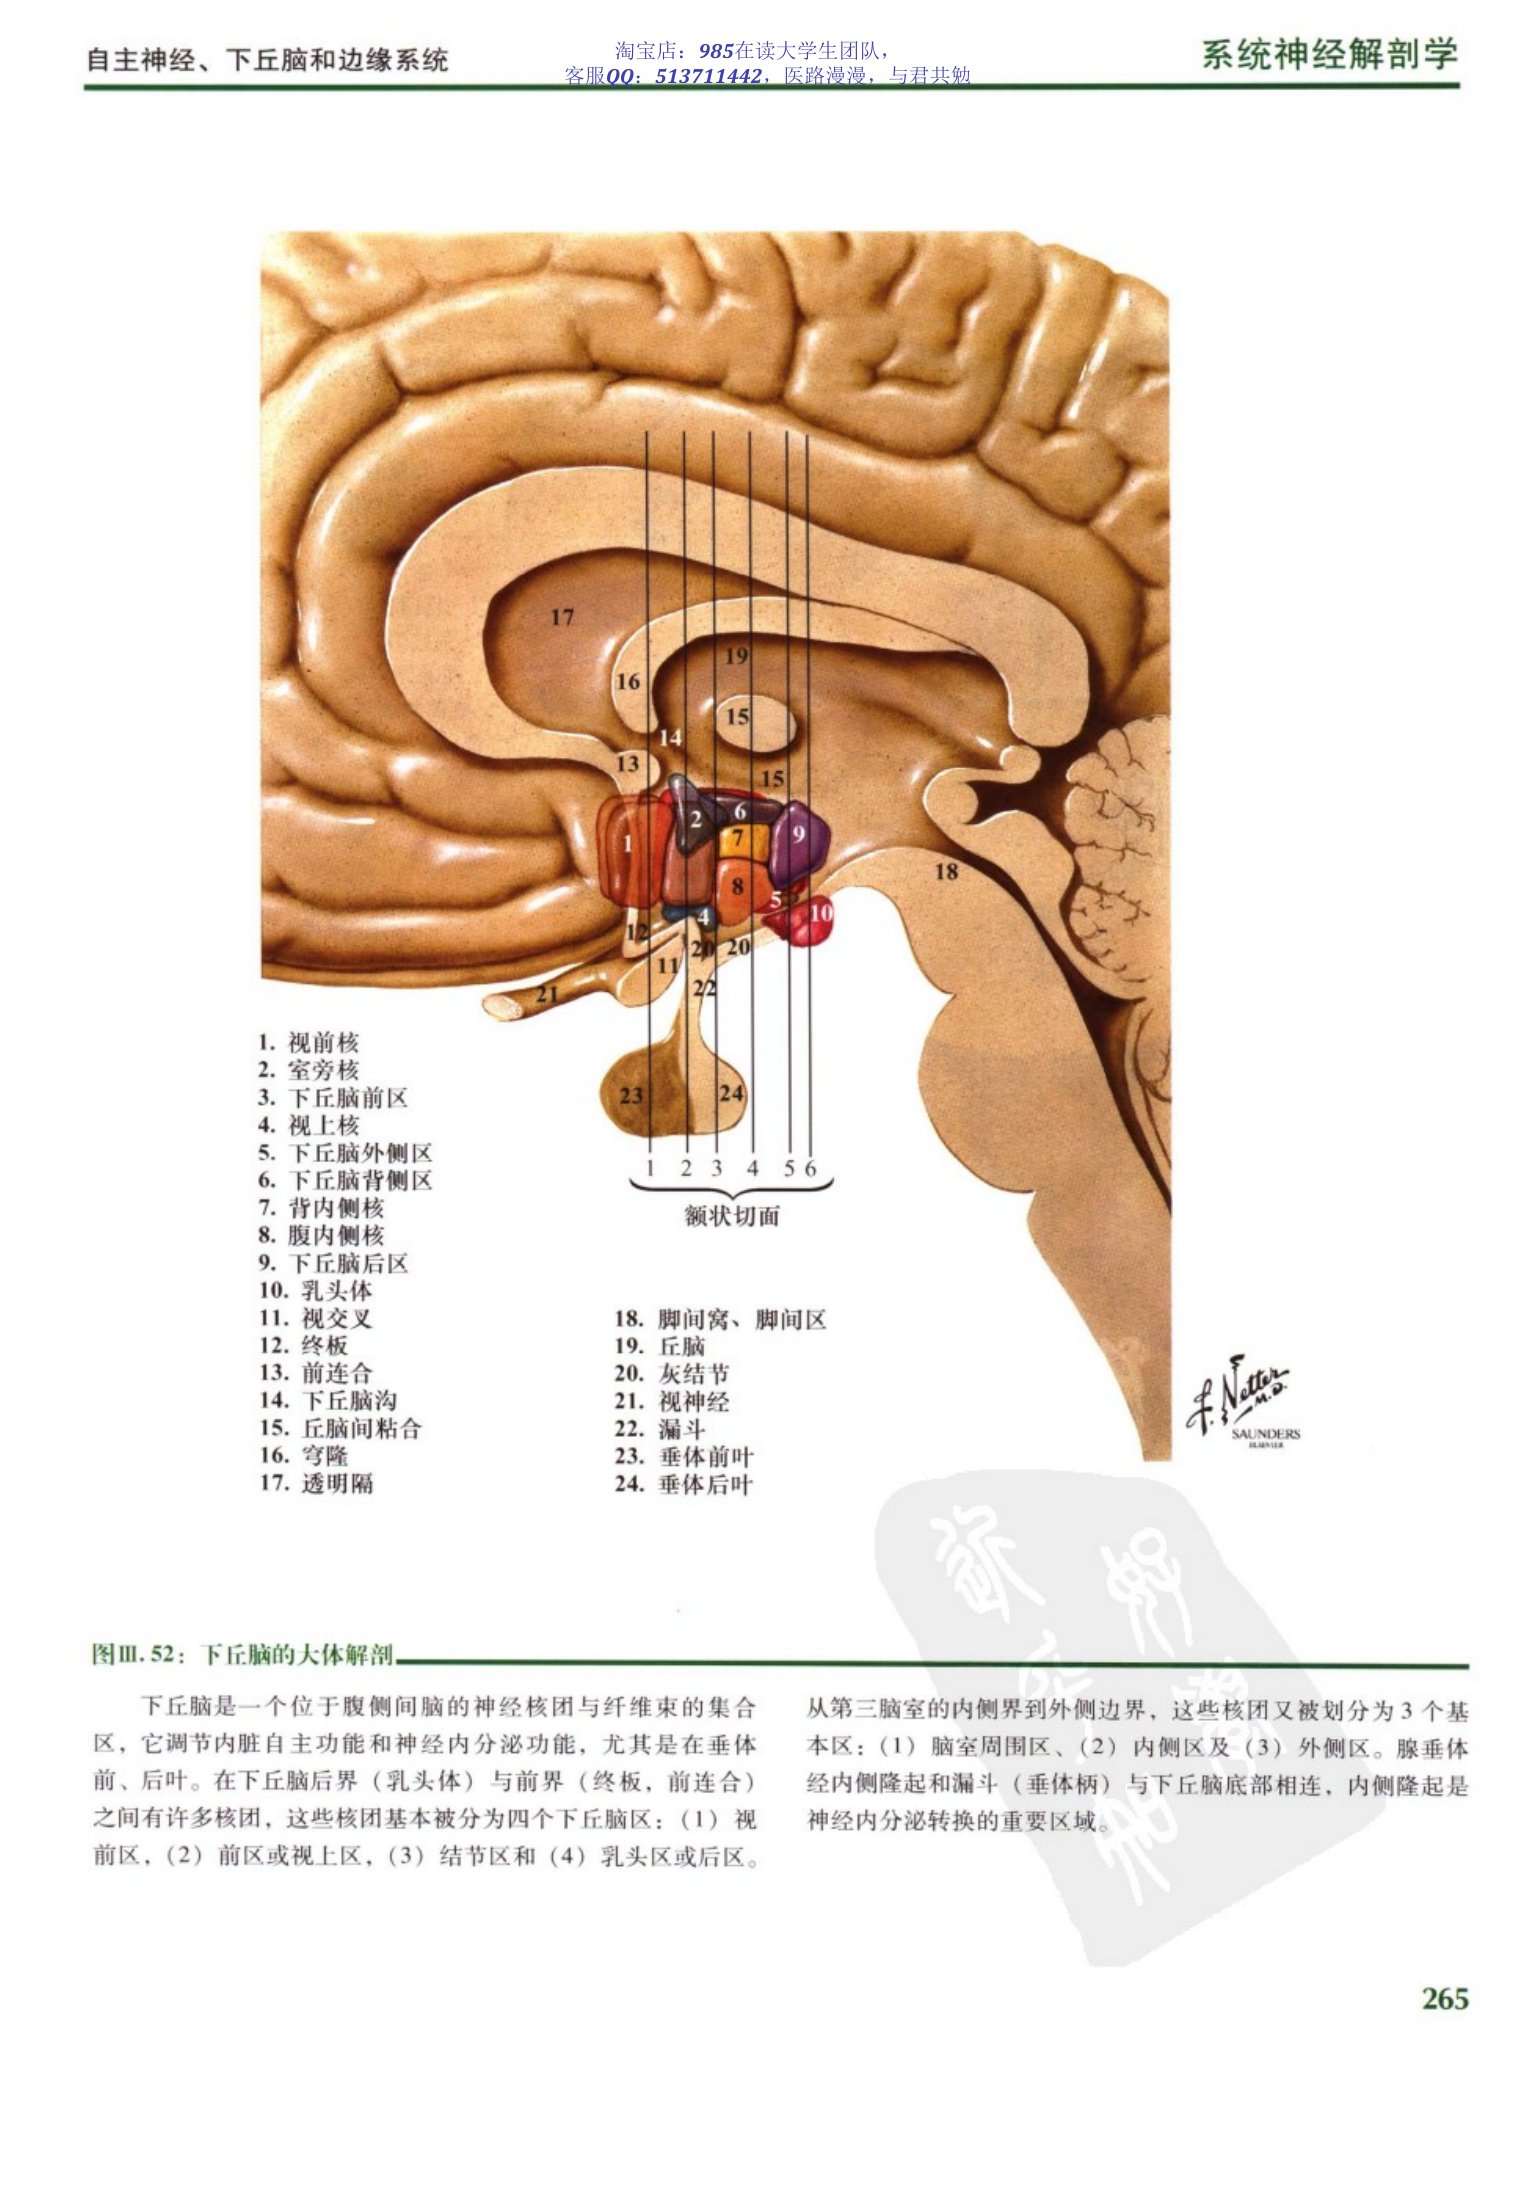 自主神经、下丘脑和边缘系统
淘宝店：985在读大学生团队，
客服QQ：513711442，医路漫漫，与君共勉
系统神经解剖学
17
19
16
15
14
13
15
6
2
7
9
1
8
18
5
4
10
12
20
20
11
22
21
23
24
1 2 3 4 5 6
额状切面
1. 视前核
2. 室旁核
3. 下丘脑前区
4. 视上核
5. 下丘脑外侧区
6. 下丘脑背侧区
7. 背内侧核
8. 腹内侧核
9. 下丘脑后区
10. 乳头体
11. 视交叉
12. 终板
13. 前连合
14. 下丘脑沟
15. 丘脑间粘合
16. 穹隆
17. 透明隔
18. 脚间窝、脚间区
19. 丘脑
20. 灰结节
21. 视神经
22. 漏斗
23. 垂体前叶
24. 垂体后叶
F. Netter
M.D.
SAUNDERS
ELSEVIER
图Ⅲ.52：下丘脑的大体解剖
下丘脑是一个位于腹侧间脑的神经核团与纤维束的集合
区，它调节内脏自主功能和神经内分泌功能，尤其是在垂体
前、后叶。在下丘脑后界（乳头体）与前界（终板，前连合）
之间有许多核团，这些核团基本被分为四个下丘脑区：（1）视
前区，（2）前区或视上区，（3）结节区和（4）乳头区或后区。
从第三脑室的内侧界到外侧边界，这些核团又被划分为3个基
本区：（1）脑室周围区、（2）内侧区及（3）外侧区。腺垂体
经内侧隆起和漏斗（垂体柄）与下丘脑底部相连，内侧隆起是
神经内分泌转换的重要区域。
265